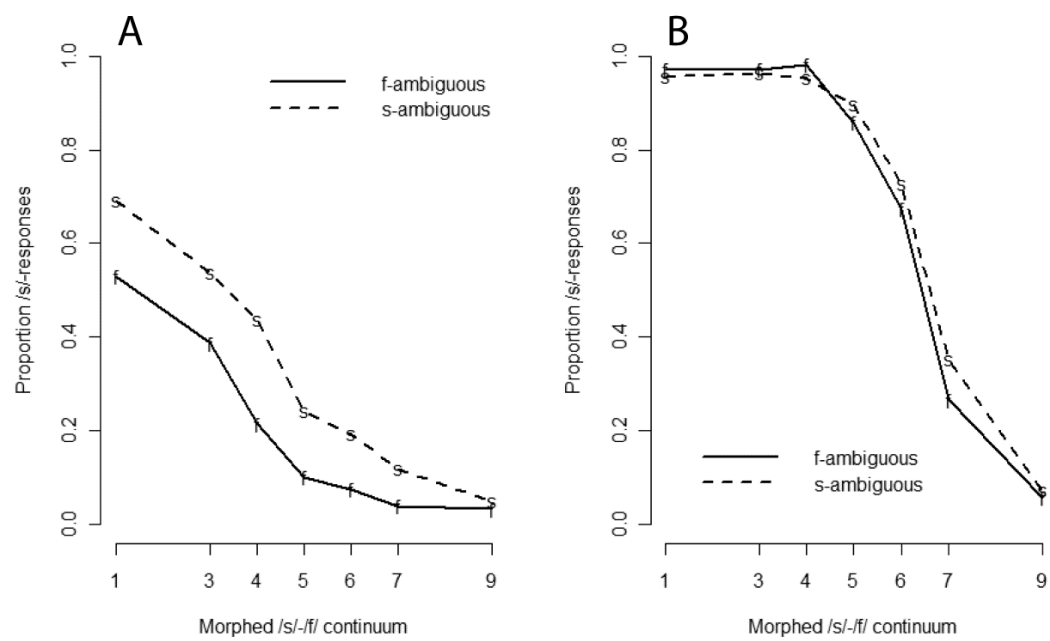 A
1.0
0.8
0.6
0.4
0.2
0.0
Proportion /s/-responses
f-ambiguous
s-ambiguous
s
s
s
s
s
s
s
f
f
f
f
f
f
f
1 3 4 5 6 7 9
Morphed /s/-/f/ continuum
B
1.0
0.8
0.6
0.4
0.2
0.0
Proportion /s/-responses
f
f
f
f
f
f
f
s
s
s
s
s
s
s
f-ambiguous
s-ambiguous
1 3 4 5 6 7 9
Morphed /s/-/f/ continuum